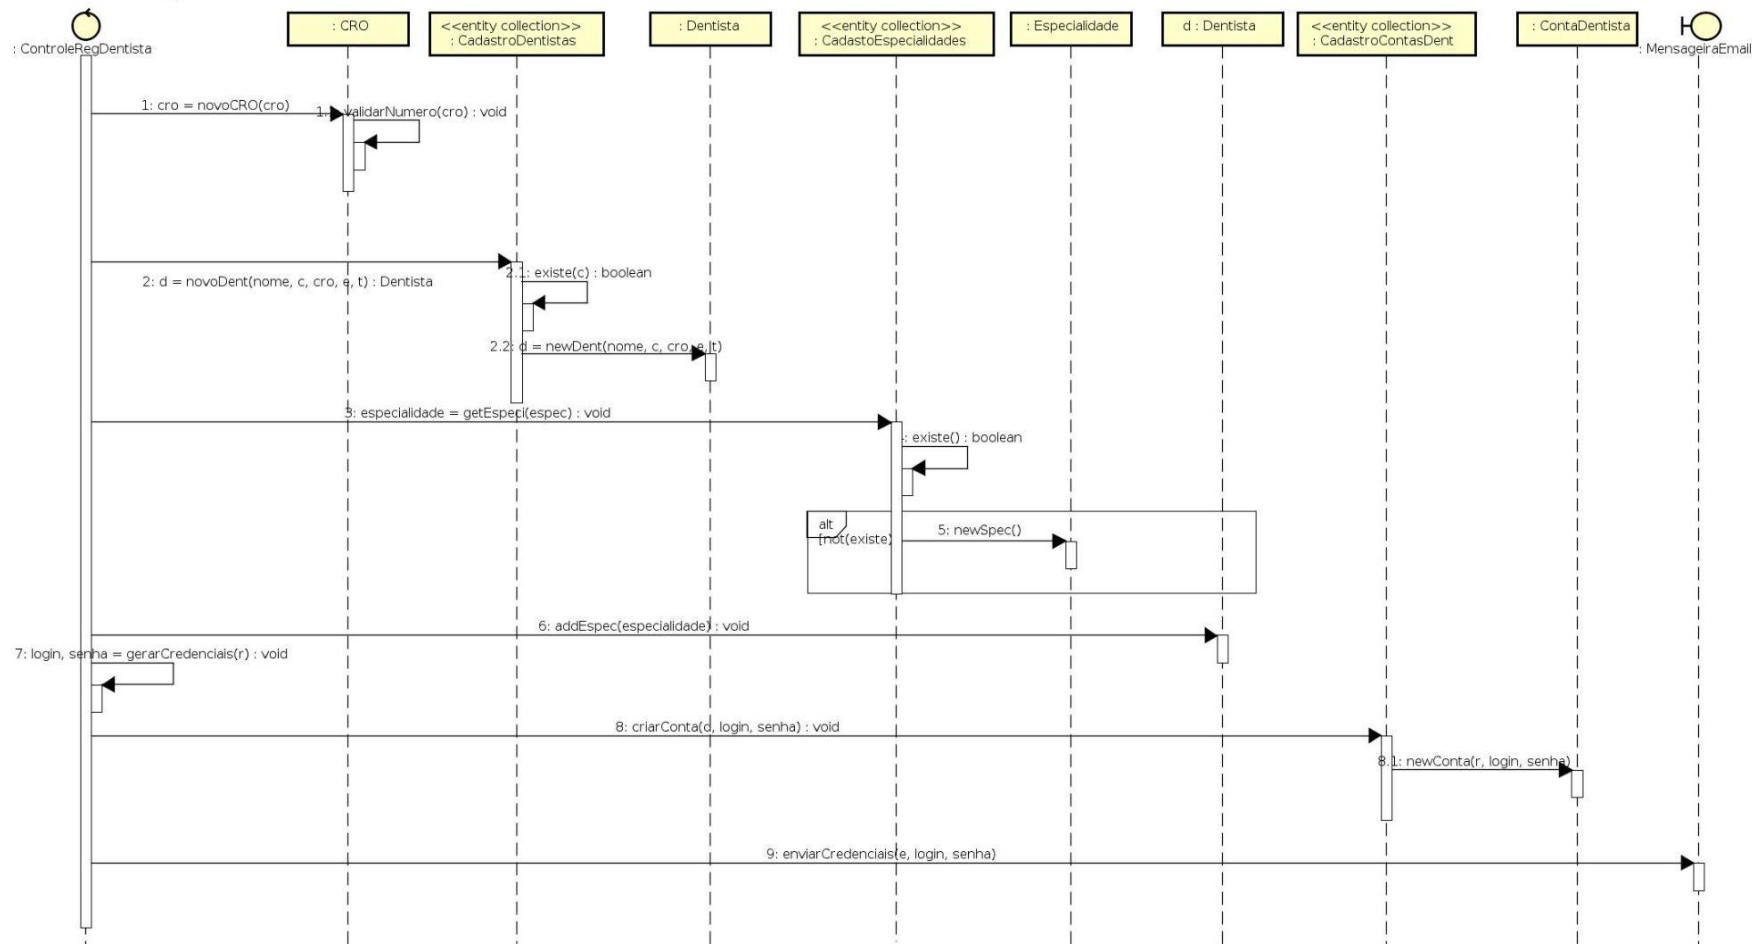 : ControleRegDentista
: CRO
<<entity collection>>
: CadastroDentistas
: Dentista
<<entity collection>>
: CadastoEspecialidades
: Especialidade
d : Dentista
<<entity collection>>
: CadastroContasDent
: ContaDentista
: MensageiraEmail
1: cro = novoCRO(cro)
validarNumero(cro) : void
2: d = novoDent(nome, c, cro, e, t) : Dentista
2.1: existe(c) : boolean
2.2: d = newDent(nome, c, cro, e, t)
3: especialidade = getEspeci(espec) : void
: existe() : boolean
alt
[not(existe)
5: newSpec()
6: addEspec(especialidade) : void
7: login, senha = gerarCredenciais(r) : void
8: criarConta(d, login, senha) : void
8.1: newConta(r, login, senha)
9: enviarCredenciais(e, login, senha)